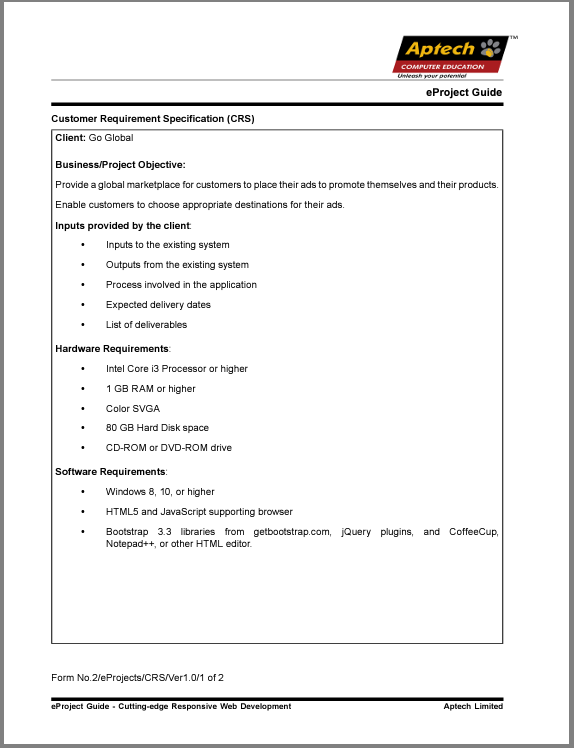 Aptech ™
COMPUTER EDUCATION
Unleash your potential
eProject Guide
Customer Requirement Specification (CRS)
Client: Go Global
Business/Project Objective:
Provide a global marketplace for customers to place their ads to promote themselves and their products.
Enable customers to choose appropriate destinations for their ads.
Inputs provided by the client:
• Inputs to the existing system
• Outputs from the existing system
• Process involved in the application
• Expected delivery dates
• List of deliverables
Hardware Requirements:
• Intel Core i3 Processor or higher
• 1 GB RAM or higher
• Color SVGA
• 80 GB Hard Disk space
• CD-ROM or DVD-ROM drive
Software Requirements:
• Windows 8, 10, or higher
• HTML5 and JavaScript supporting browser
• Bootstrap 3.3 libraries from getbootstrap.com, jQuery plugins, and CoffeeCup,
Notepad++, or other HTML editor.
Form No.2/eProjects/CRS/Ver1.0/1 of 2
eProject Guide - Cutting-edge Responsive Web Development Aptech Limited